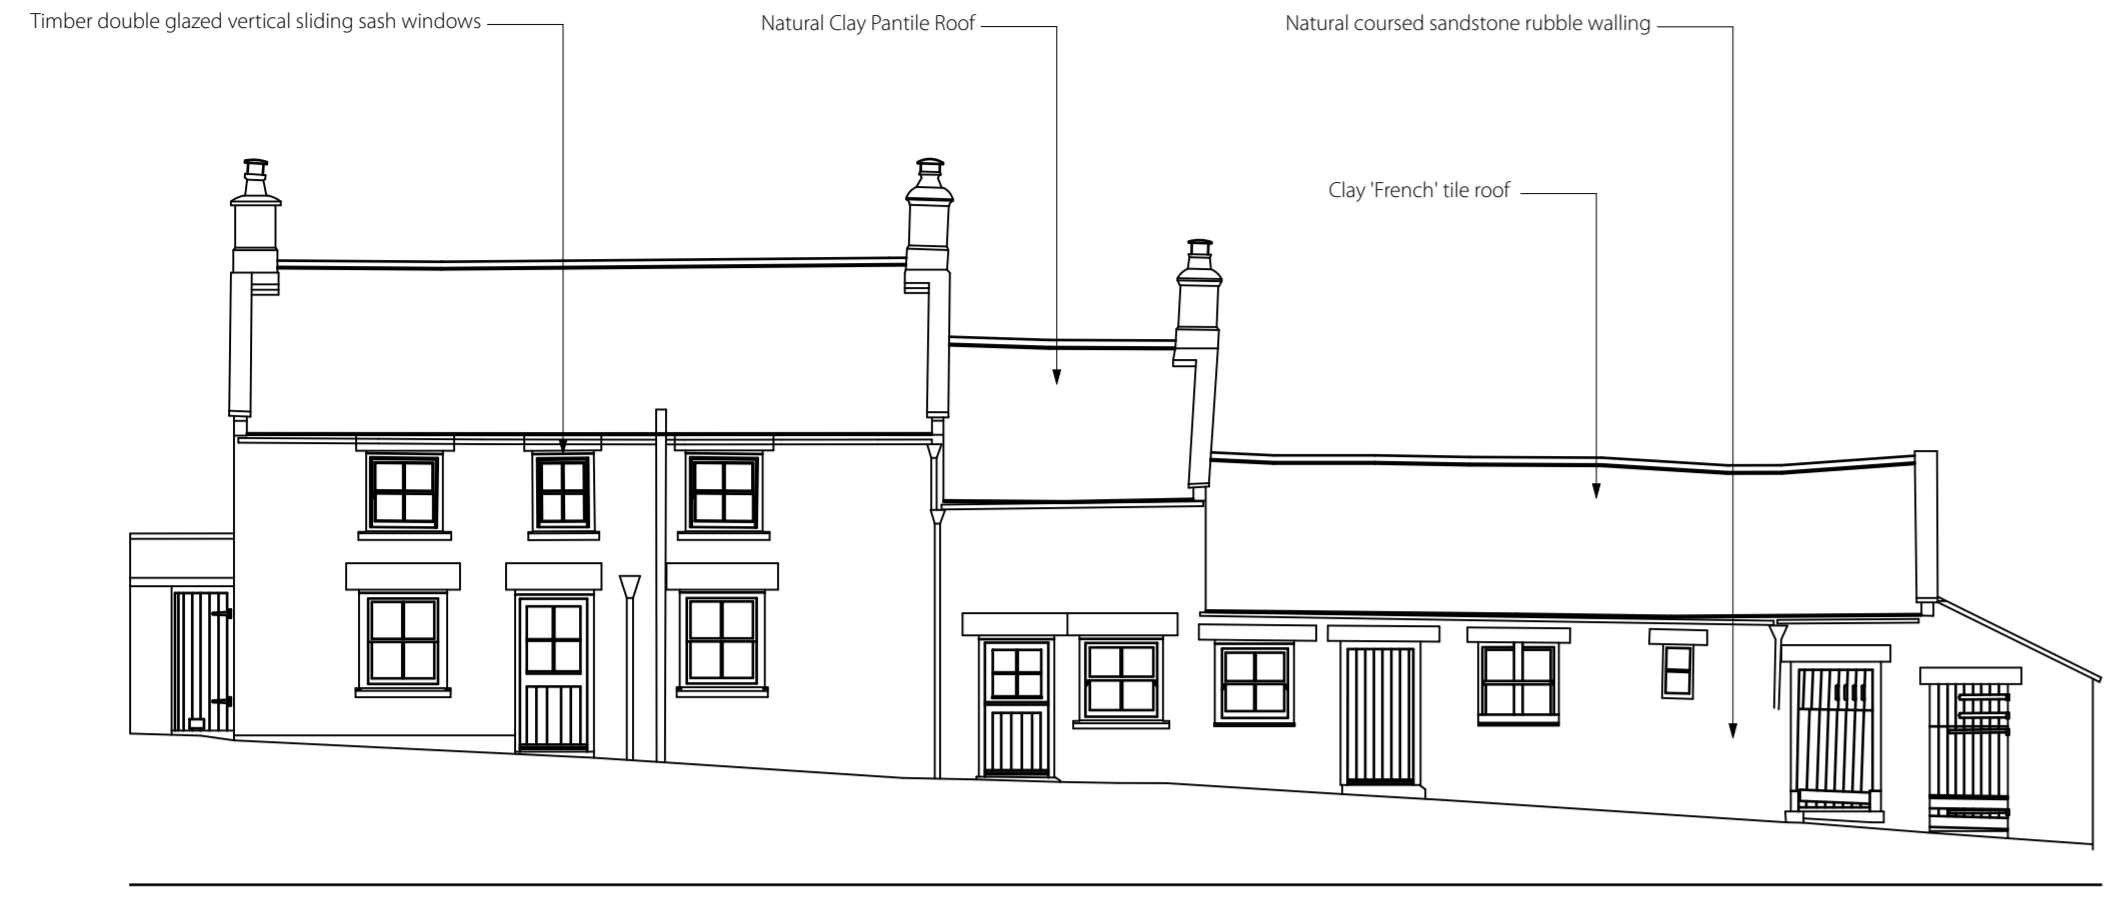 Timber double glazed vertical sliding sash windows
Natural Clay Pantile Roof
Natural coursed sandstone rubble walling
Clay 'French' tile roof